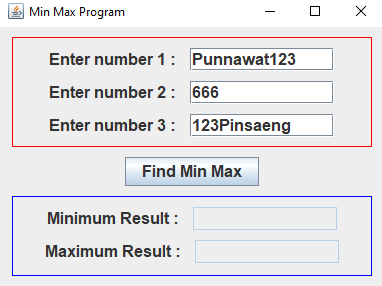 Min Max Program
Enter number 1 : Punnawat123
Enter number 2 : 666
Enter number 3 : 123Pinsaeng
Find Min Max
Minimum Result :
Maximum Result :